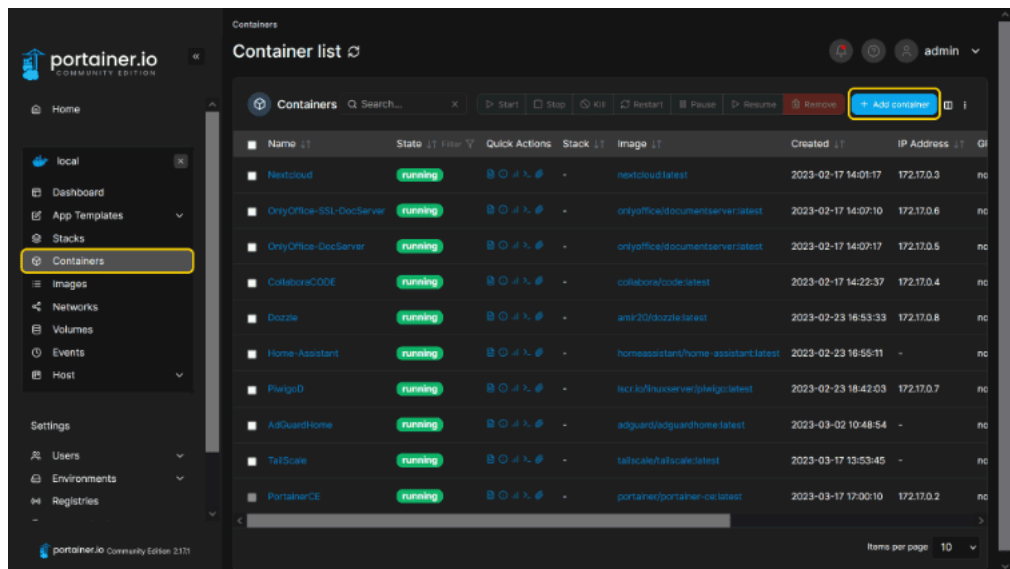 Containers
Container list
admin
portainer.io
COMMUNITY EDITION
Home
local
Dashboard
App Templates
Stacks
Containers
Images
Networks
Volumes
Events
Host
Settings
Users
Environments
Registries
portainer.io Community Edition 2.17.1
Containers Search... Start Stop Kill Restart Pause Resume Remove + Add container
Name State Filter Quick Actions Stack Image Created IP Address
Nextcloud running - nextcloud:latest 2023-02-17 14:01:17 172.17.0.3
OnlyOffice-SSL-DocServer running - onlyoffice/documentserver:latest 2023-02-17 14:07:10 172.17.0.6
OnlyOffice-DocServer running - onlyoffice/documentserver:latest 2023-02-17 14:07:17 172.17.0.5
CollaboraCODE running - collabora/code:latest 2023-02-17 14:22:37 172.17.0.4
Dozzle running - amir20/dozzle:latest 2023-02-23 16:53:33 172.17.0.8
Home-Assistant running - homeassistant/home-assistant:latest 2023-02-23 16:55:11 -
PiwigoD running - lscr.io/linuxserver/piwigo:latest 2023-02-23 18:42:03 172.17.0.7
AdGuardHome running - adguard/adguardhome:latest 2023-03-02 10:48:54 -
TailScale running - tailscale/tailscale:latest 2023-03-17 13:53:45 -
PortainerCE running - portainer/portainer-ce:latest 2023-03-17 17:00:10 172.17.0.2
Items per page 10